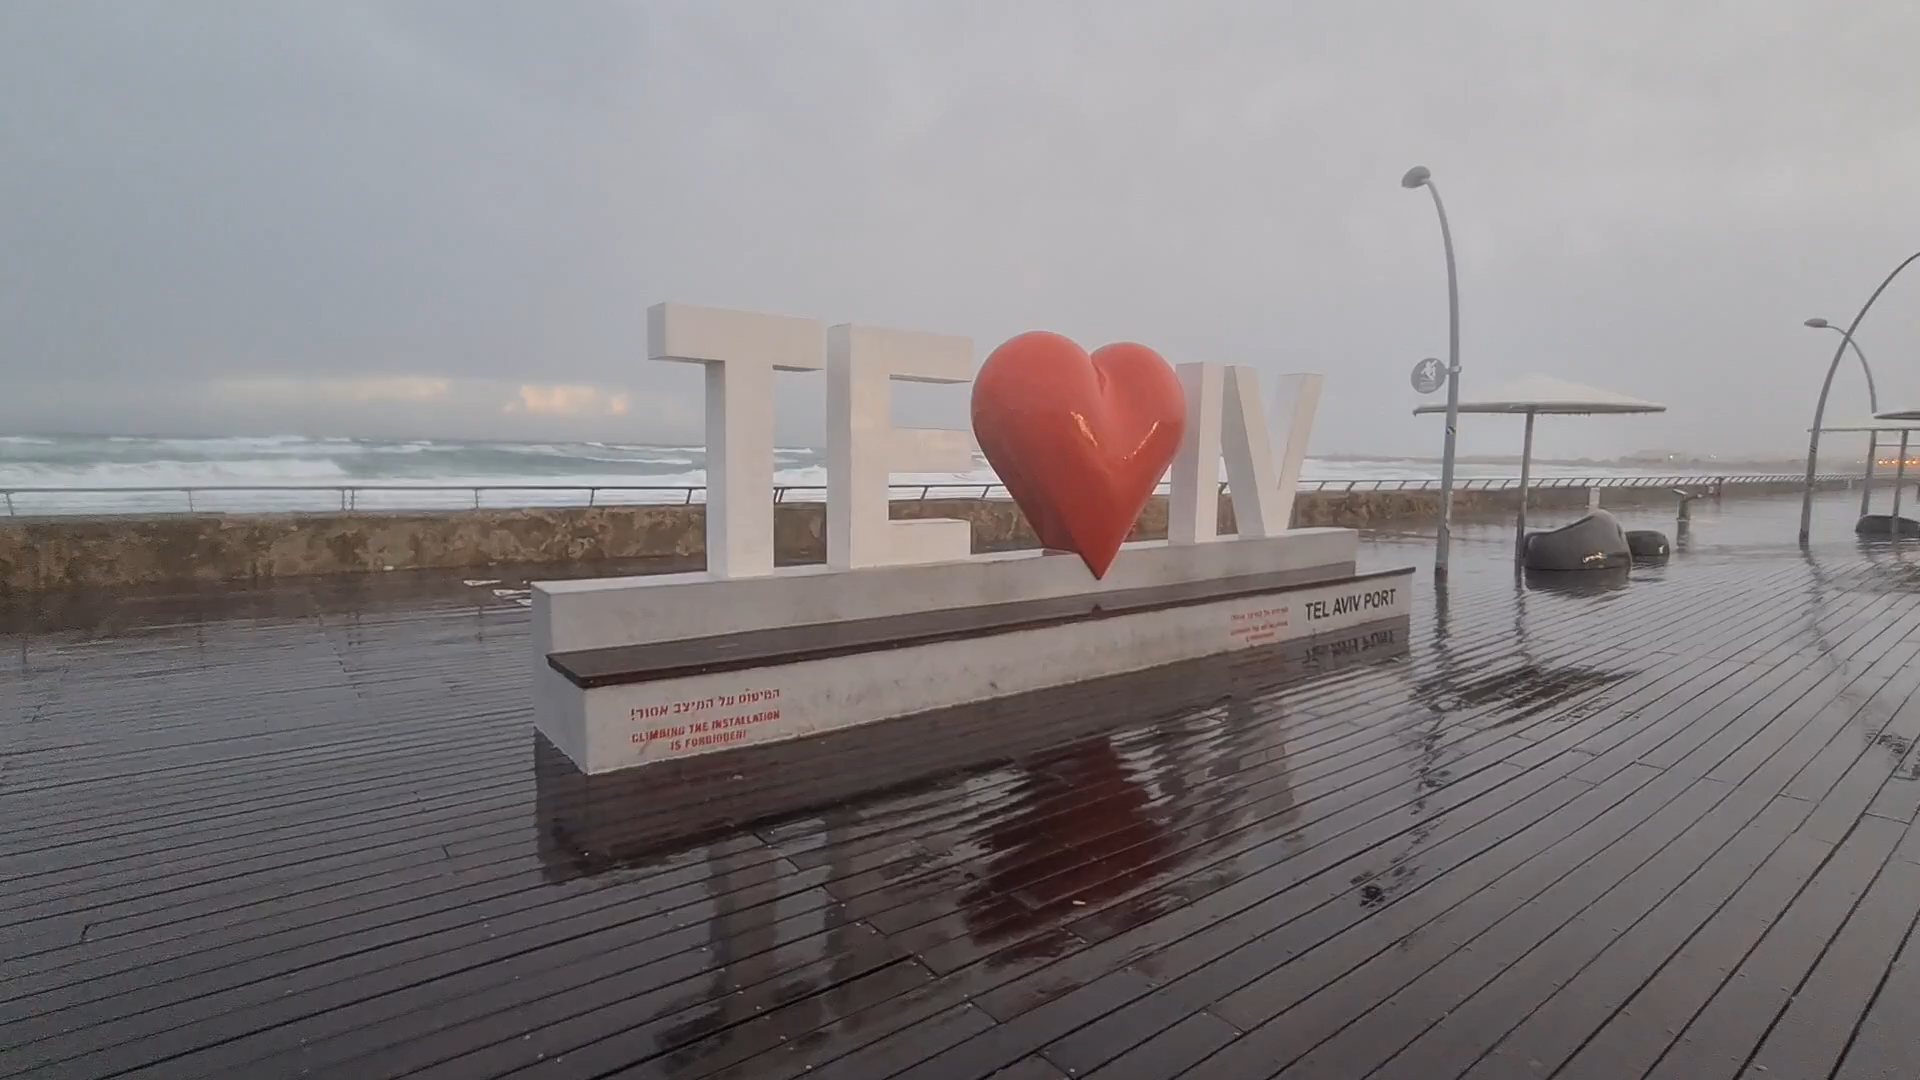 TE IV
הטיפוס על המיצב אסור!
CLIMBING THE INSTALLATION
IS FORBIDDEN!
TEL AVIV PORT